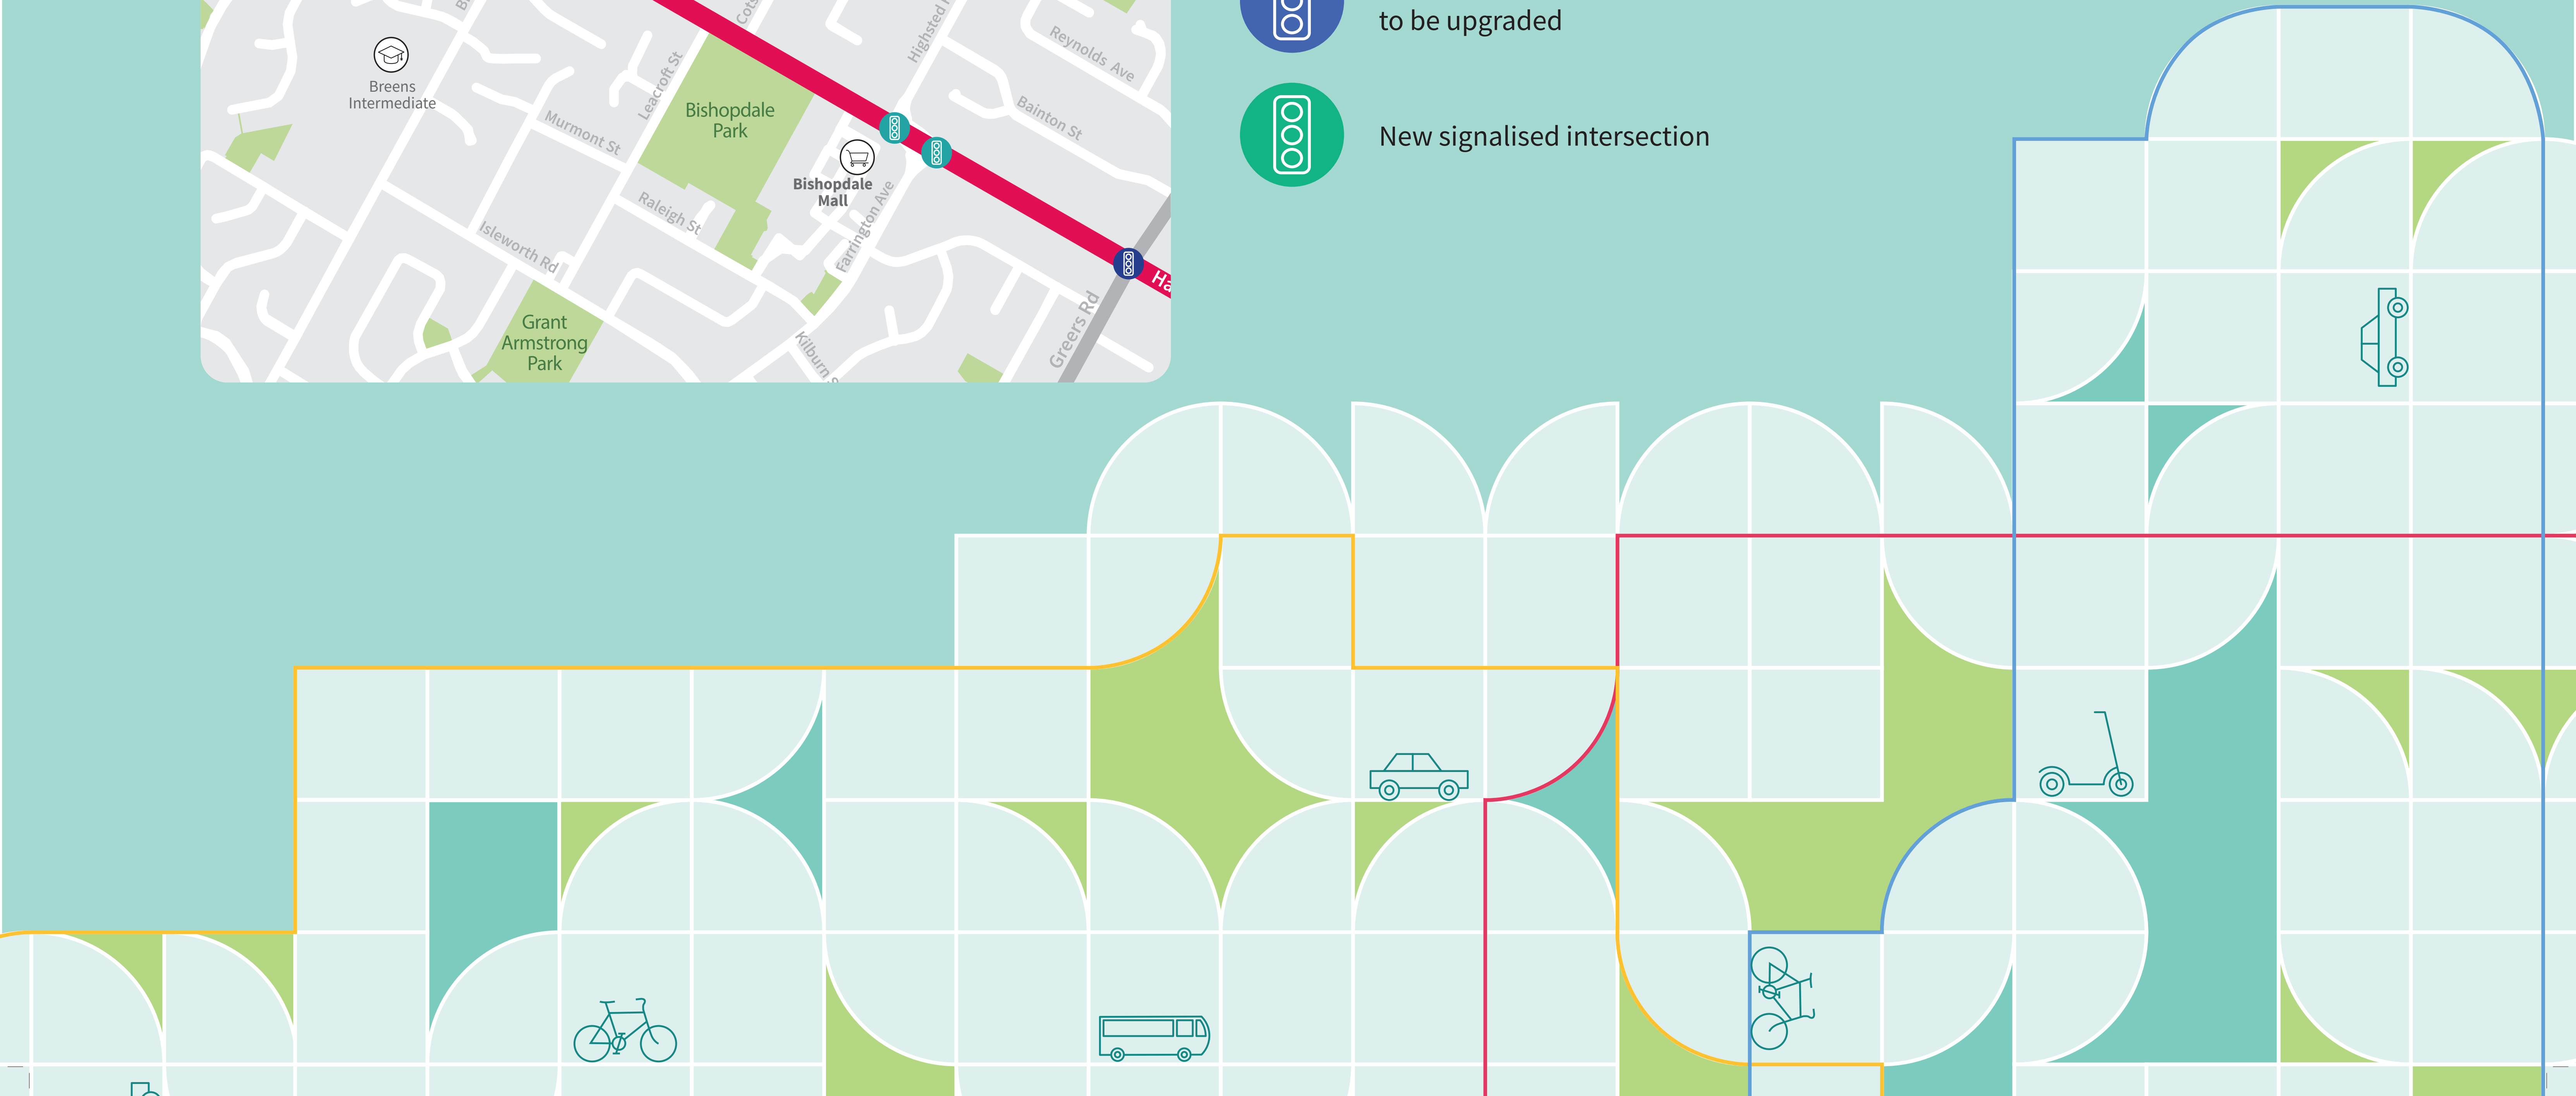 to be upgraded
New signalised intersection
Breens
Intermediate
Leacroft St
Murmont St
Bishopdale
Park
Reynolds Ave
Bainton St
Bishopdale
Mall
Raleigh St
Farrington Ave
Isleworth Rd
Grant
Armstrong
Park
Greers Rd